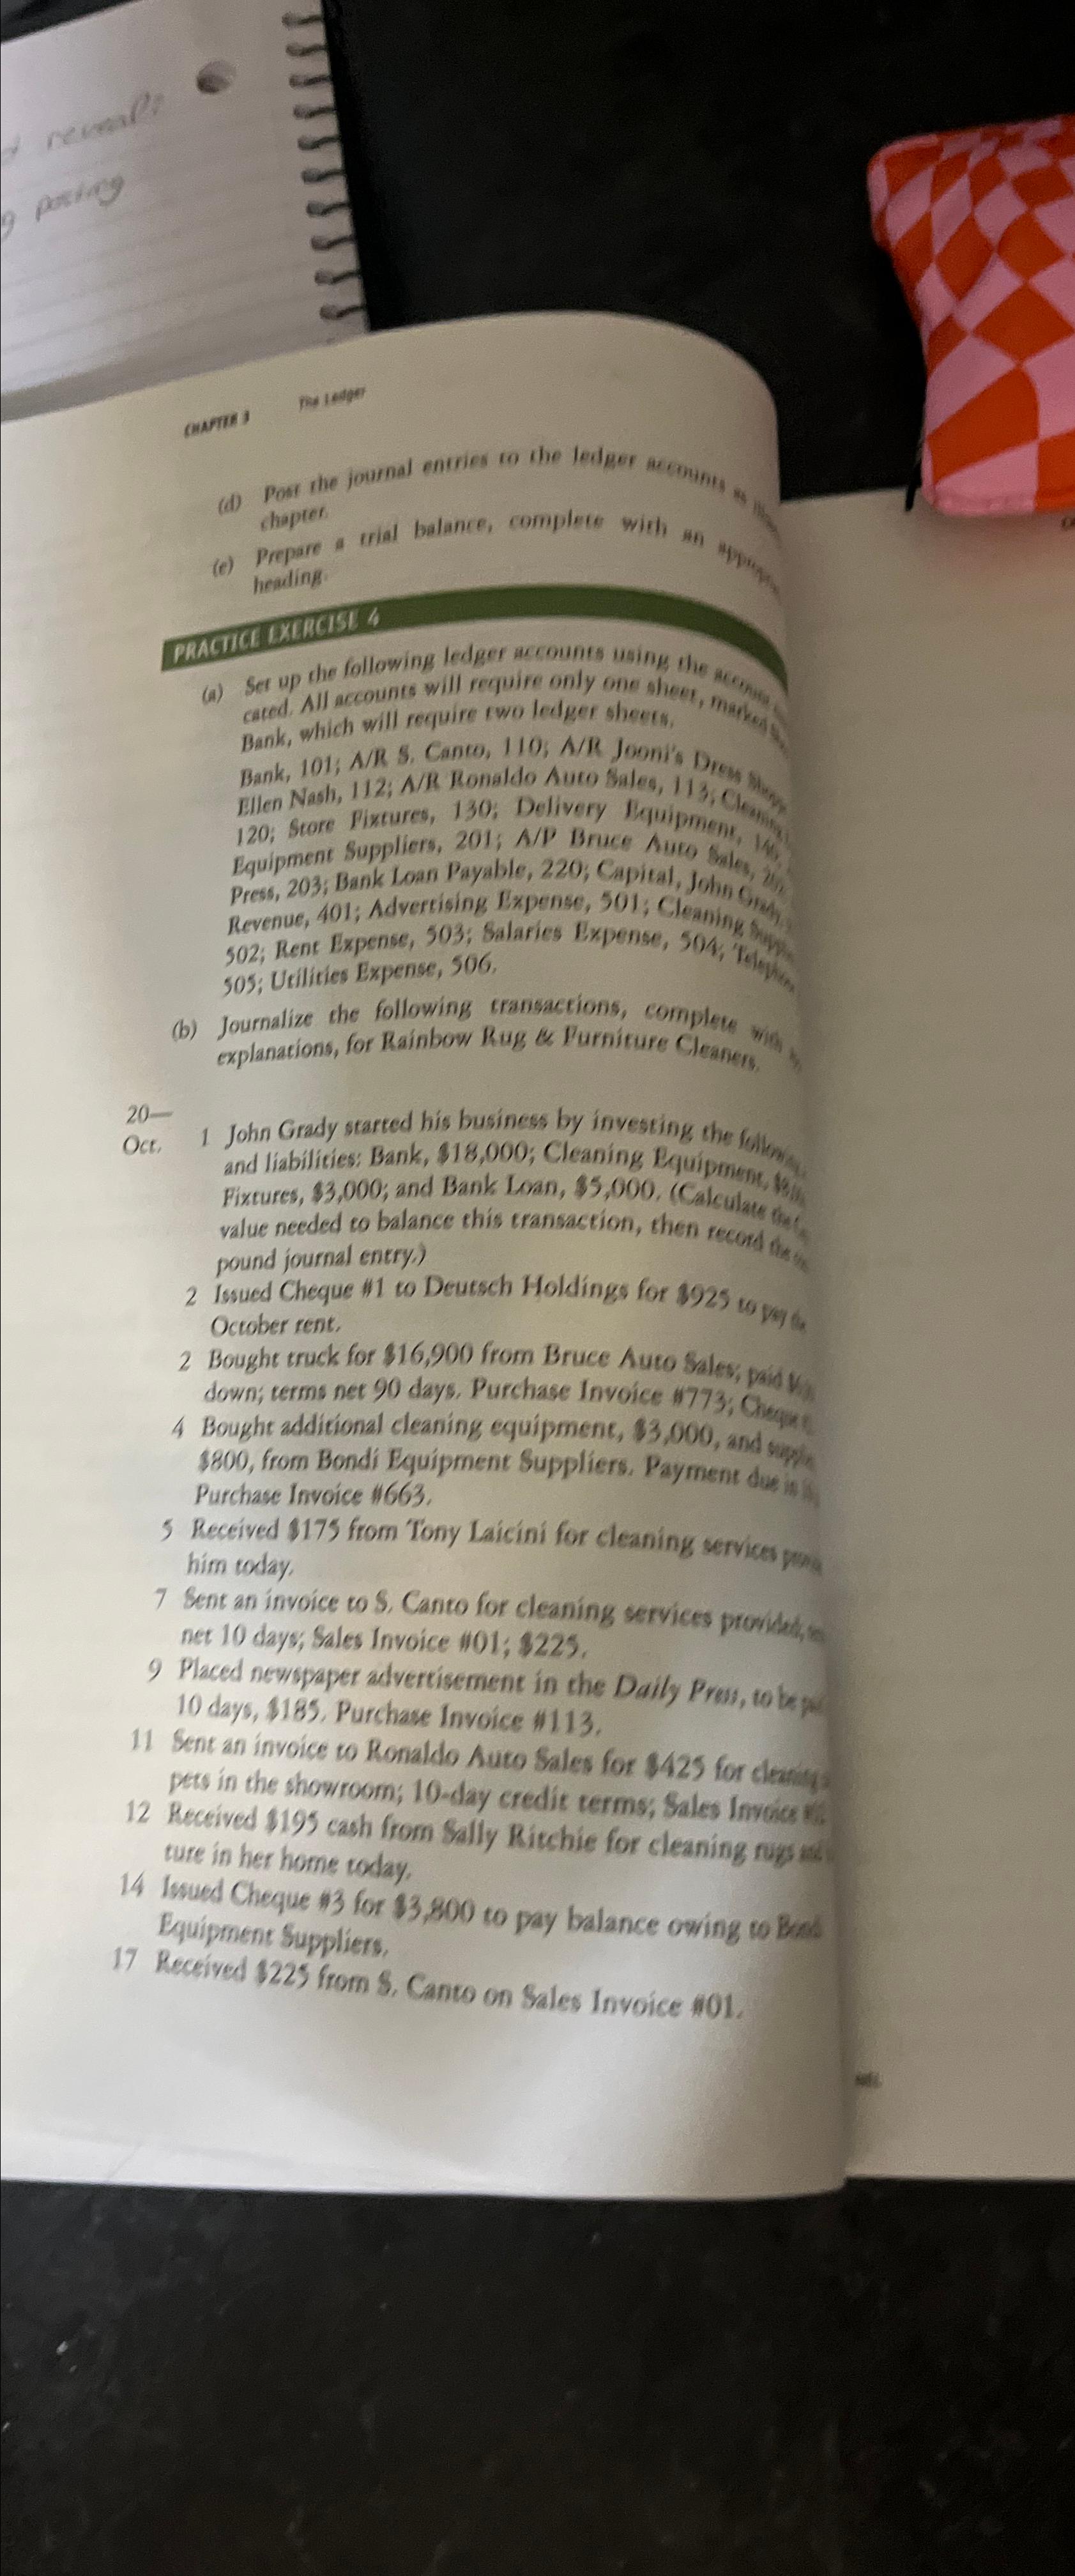 reveal:
g posting
CHAPTER 3 The Ledger
(d) Post the journal entries to the ledger accounts as
chapter.
(e) Prepare a trial balance, complete with an
heading.
PRACTICE EXERCISE 4
(a) Set up the following ledger accounts using the
cated. All accounts will require only one sheet, marked
Bank, which will require two ledger sheets.
Bank, 101; A/R S. Canto, 110; A/R Jooni's Dress
Ellen Nash, 112; A/R Ronaldo Auto Sales, 113;
120; Store Fixtures, 130; Delivery Equipment,
Equipment Suppliers, 201; A/P Bruce Auto Sales,
Press, 203; Bank Loan Payable, 220; Capital, John Grady,
Revenue, 401; Advertising Expense, 501; Cleaning
502; Rent Expense, 503; Salaries Expense, 504;
505; Utilities Expense, 506.
(b) Journalize the following transactions, complete with
explanations, for Rainbow Rug & Furniture Cleaners.
20—
Oct. 1 John Grady started his business by investing the
and liabilities: Bank, $18,000; Cleaning Equipment,
Fixtures, $3,000; and Bank Loan, $5,000. (Calculate the
value needed to balance this transaction, then record the
pound journal entry.)
2 Issued Cheque #1 to Deutsch Holdings for $925 to pay the
October rent.
2 Bought truck for $16,900 from Bruce Auto Sales; paid
down; terms net 90 days. Purchase Invoice #773; Cheque
4 Bought additional cleaning equipment, $3,000, and
$800, from Bondi Equipment Suppliers. Payment due in
Purchase Invoice #663.
5 Received $175 from Tony Laicini for cleaning services
him today.
7 Sent an invoice to S. Canto for cleaning services provided,
net 10 days; Sales Invoice #01; $225.
9 Placed newspaper advertisement in the Daily Press, to be
10 days, $185. Purchase Invoice #113.
11 Sent an invoice to Ronaldo Auto Sales for $425 for
pets in the showroom; 10-day credit terms; Sales Invoice
12 Received $195 cash from Sally Ritchie for cleaning rugs
ture in her home today.
14 Issued Cheque #3 for $3,800 to pay balance owing to
Equipment Suppliers.
17 Received $225 from S. Canto on Sales Invoice #01.